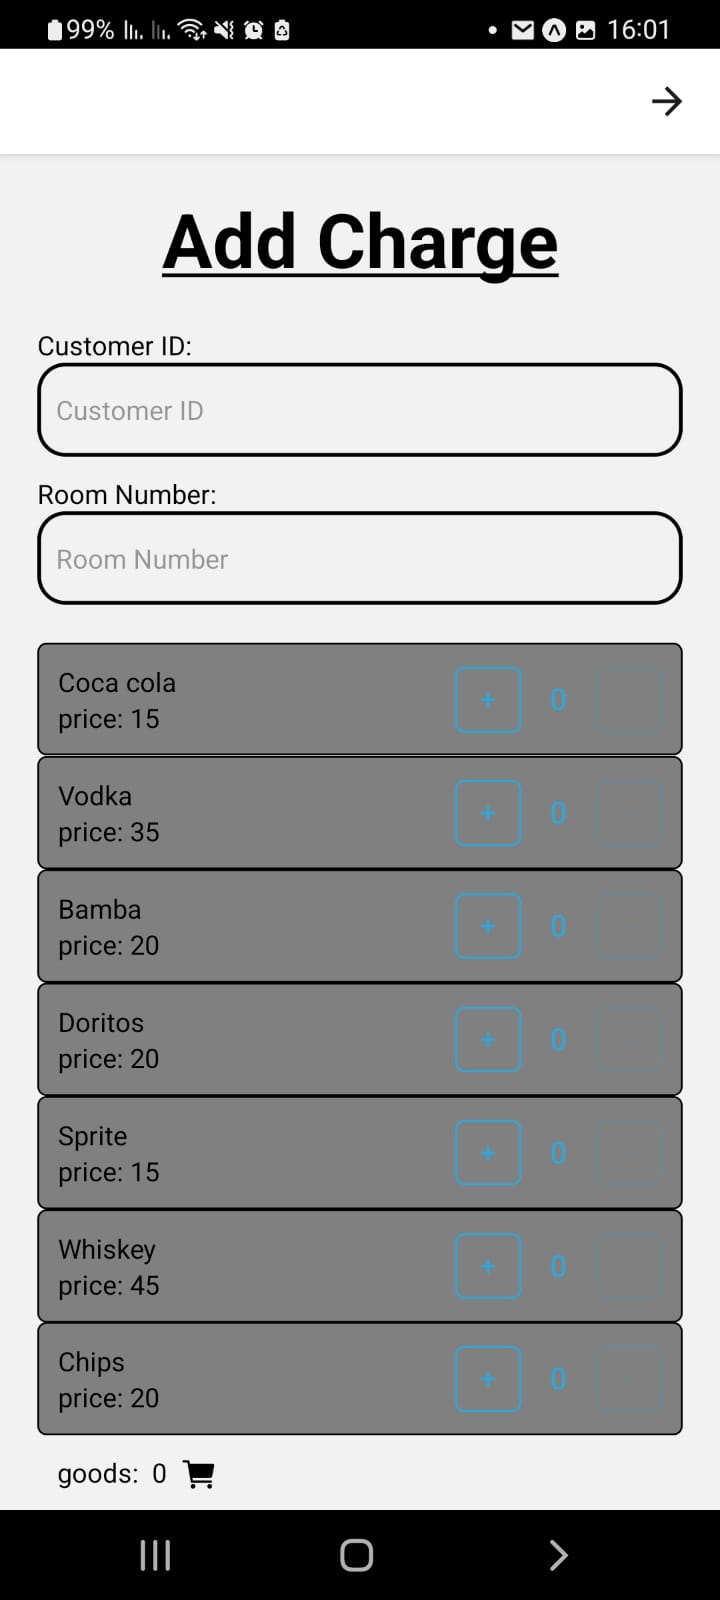 99% 16:01
Add Charge
Customer ID:
Customer ID
Room Number:
Room Number
Coca cola
price: 15
+ 0 -
Vodka
price: 35
+ 0 -
Bamba
price: 20
+ 0 -
Doritos
price: 20
+ 0 -
Sprite
price: 15
+ 0 -
Whiskey
price: 45
+ 0 -
Chips
price: 20
+ 0 -
goods: 0